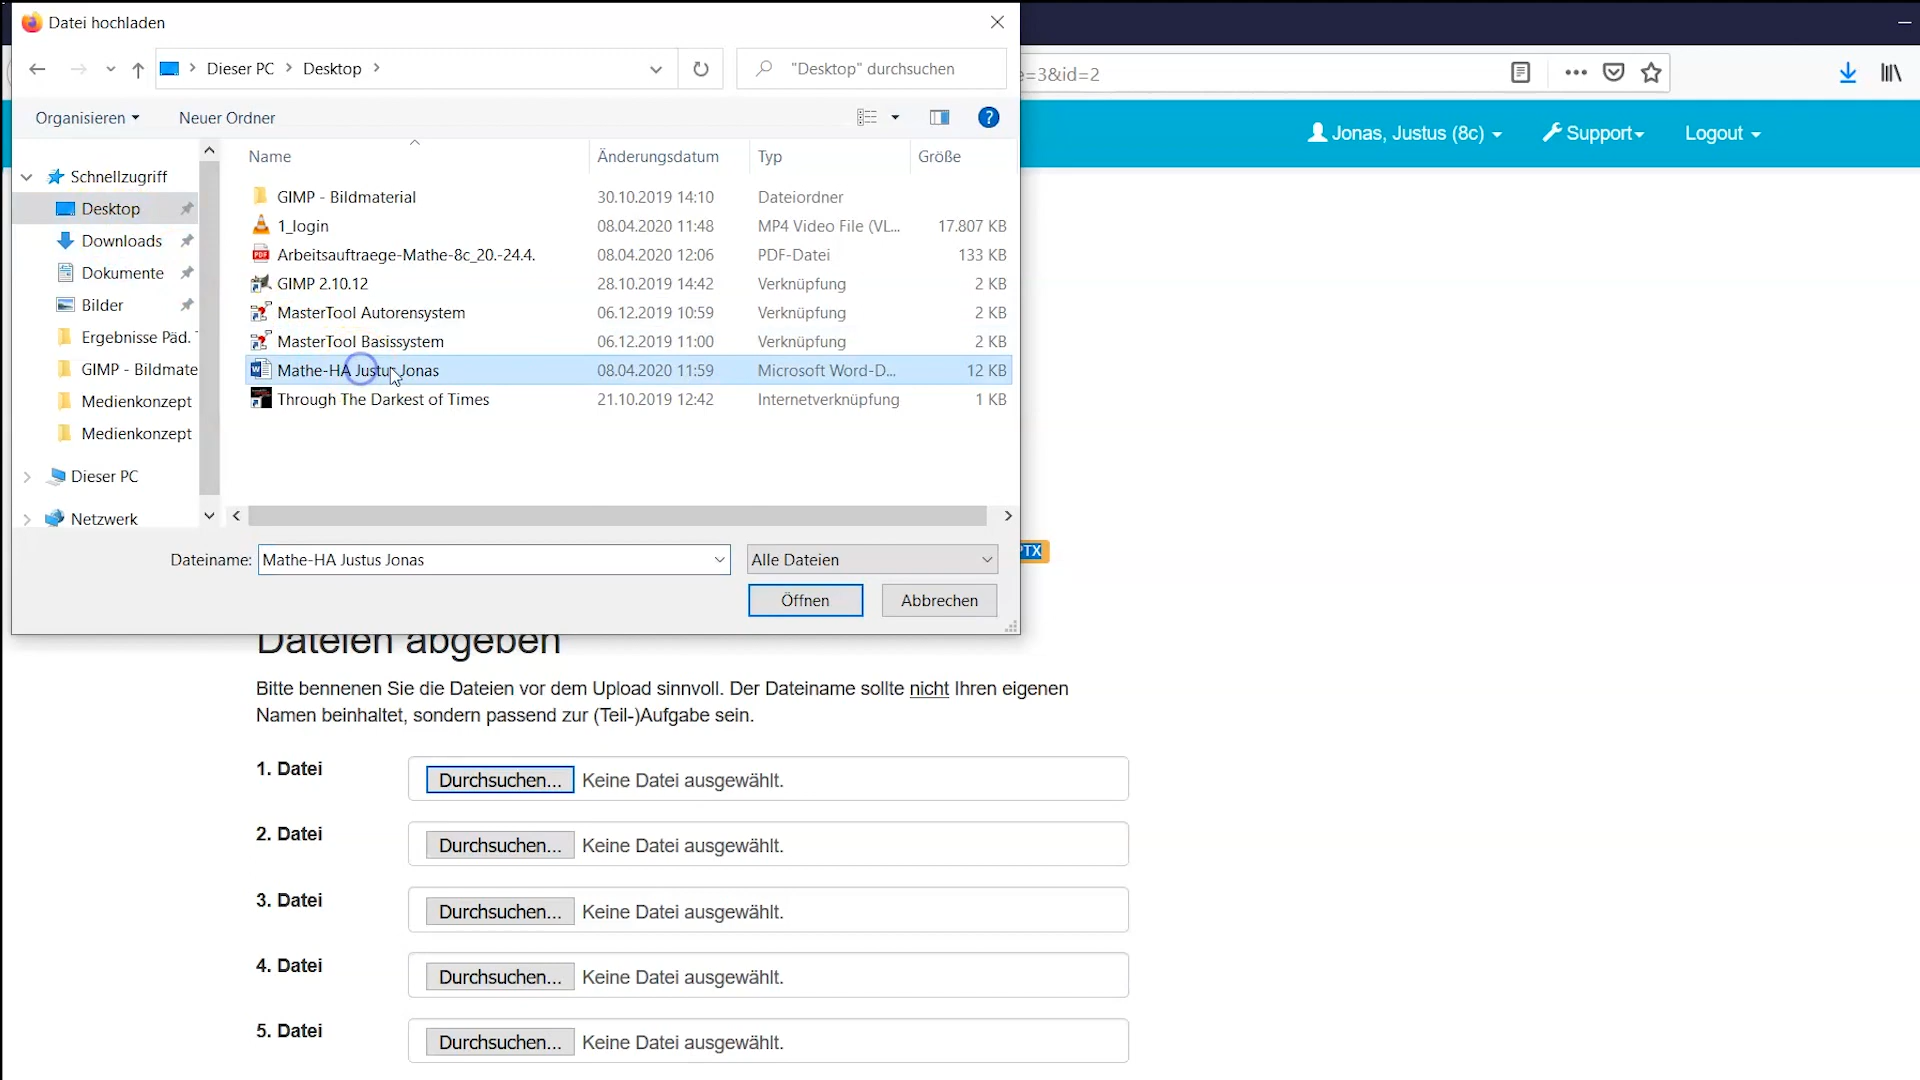 Datei hochladen
Dieser PC Desktop
"Desktop" durchsuchen
e=3&id=2
Organisieren
Neuer Ordner
Jonas, Justus (8c)
Support
Logout
Name Änderungsdatum Typ Größe
Schnellzugriff
Desktop
Downloads
Dokumente
Bilder
Ergebnisse Päd.
GIMP - Bildmate
Medienkonzept
Medienkonzept
Dieser PC
Netzwerk
GIMP - Bildmaterial 30.10.2019 14:10 Dateiordner
1_login 08.04.2020 11:48 MP4 Video File (VL... 17.807 KB
Arbeitsauftraege-Mathe-8c_20.-24.4. 08.04.2020 12:06 PDF-Datei 133 KB
GIMP 2.10.12 28.10.2019 14:42 Verknüpfung 2 KB
MasterTool Autorensystem 06.12.2019 10:59 Verknüpfung 2 KB
MasterTool Basissystem 06.12.2019 11:00 Verknüpfung 2 KB
Mathe-HA Justus Jonas 08.04.2020 11:59 Microsoft Word-D... 12 KB
Through The Darkest of Times 21.10.2019 12:42 Internetverknüpfung 1 KB
Dateiname: Mathe-HA Justus Jonas Alle Dateien
Öffnen Abbrechen
PTX
Dateien abgeben
Bitte bennenen Sie die Dateien vor dem Upload sinnvoll. Der Dateiname sollte nicht Ihren eigenen
Namen beinhaltet, sondern passend zur (Teil-)Aufgabe sein.
1. Datei Durchsuchen... Keine Datei ausgewählt.
2. Datei Durchsuchen... Keine Datei ausgewählt.
3. Datei Durchsuchen... Keine Datei ausgewählt.
4. Datei Durchsuchen... Keine Datei ausgewählt.
5. Datei Durchsuchen... Keine Datei ausgewählt.